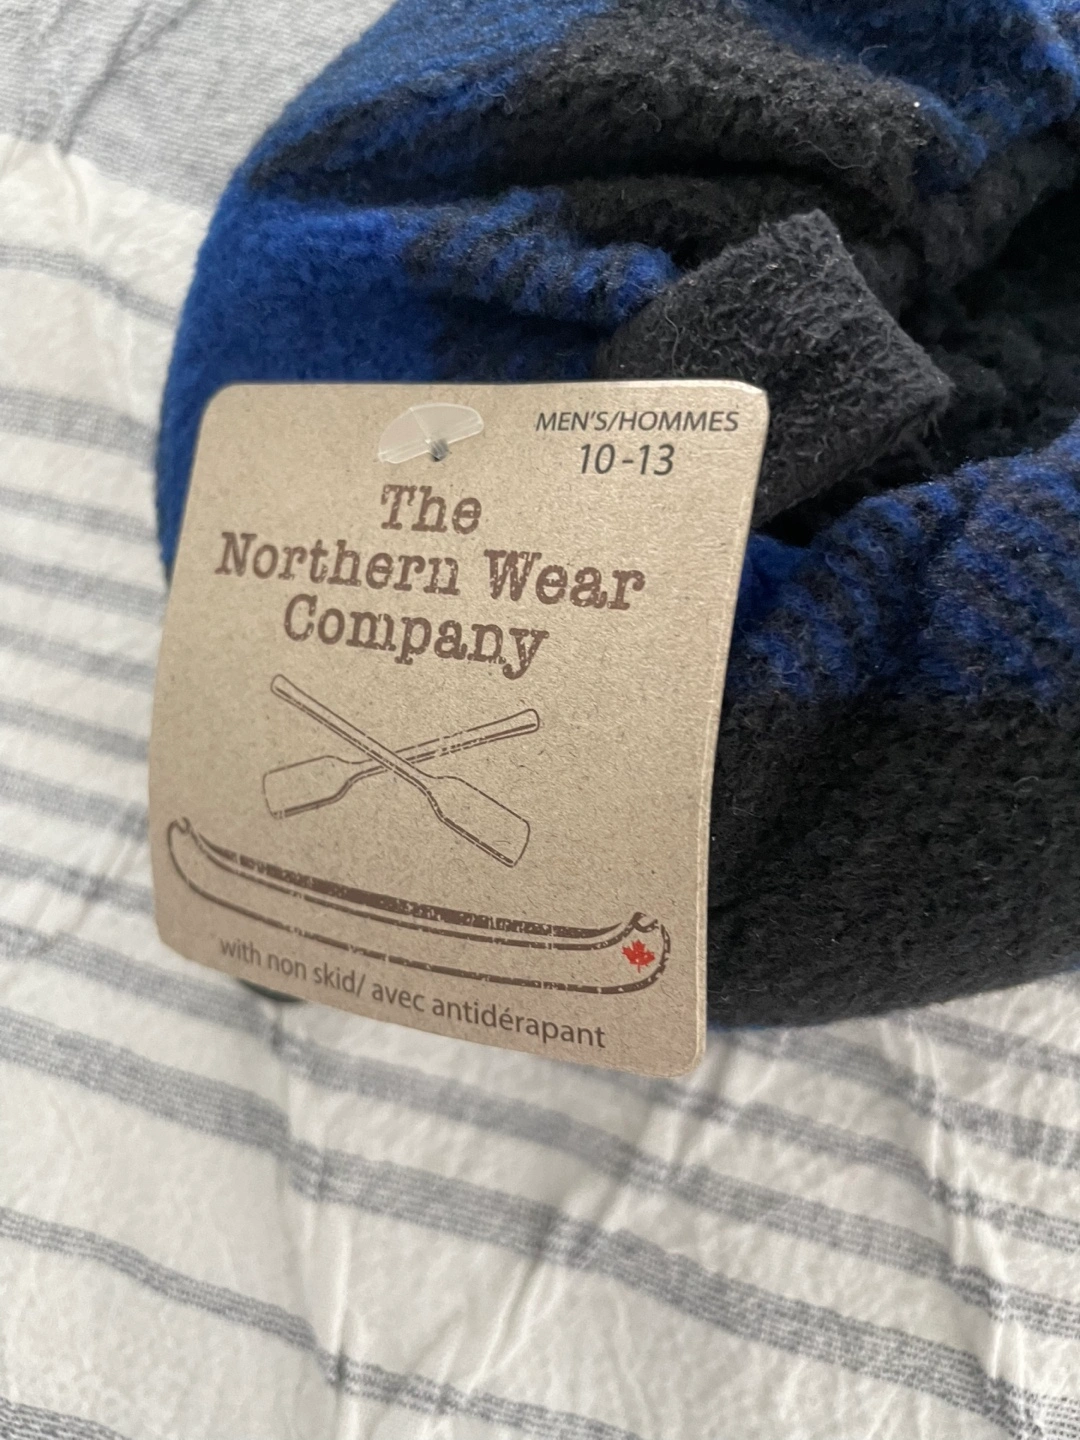 MEN'S/HOMMES
10-13
The
Northern Wear
Company
with non skid/ avec antidérapant